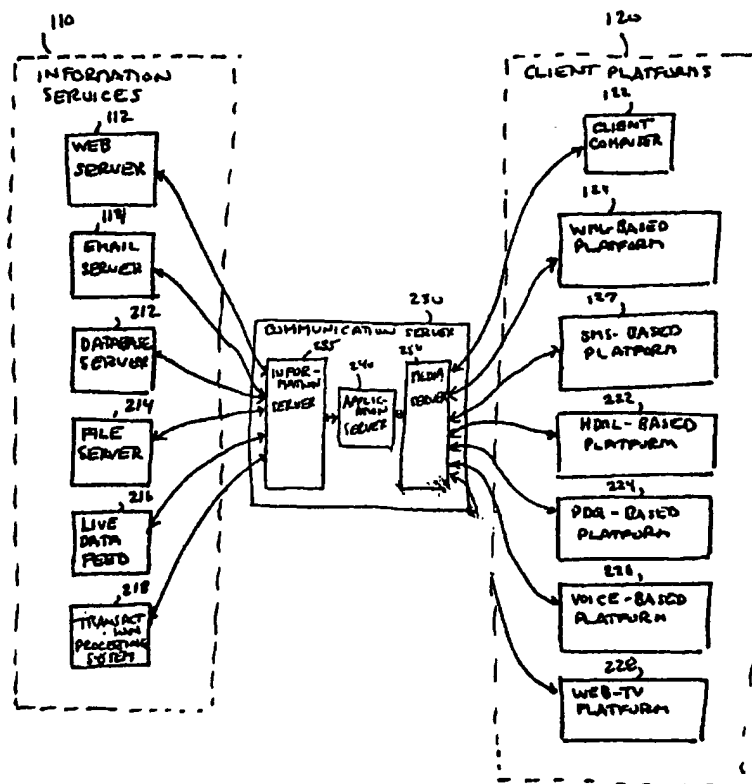 110
INFORMATION
SERVICES
112
WEB
SERVER
114
EMAIL
SERVER
212
DATABASE
SERVER
214
FILE
SERVER
216
LIVE
DATA
FEED
218
TRANSACT
ION
PROCESSING
SYSTEM
230
COMMUNICATION SERVER
235
INFOR-
MATION
SERVER
240
APPLIC-
ATION
SERVER
250
MEDIA
SERVER
120
CLIENT PLATFORMS
122
CLIENT
COMPUTER
WML-BASED
PLATFORM
127
SMS-BASED
PLATFORM
222
HDML-BASED
PLATFORM
224
PDQ-BASED
PLATFORM
226
VOICE-BASED
PLATFORM
228
WEB-TV
PLATFORM